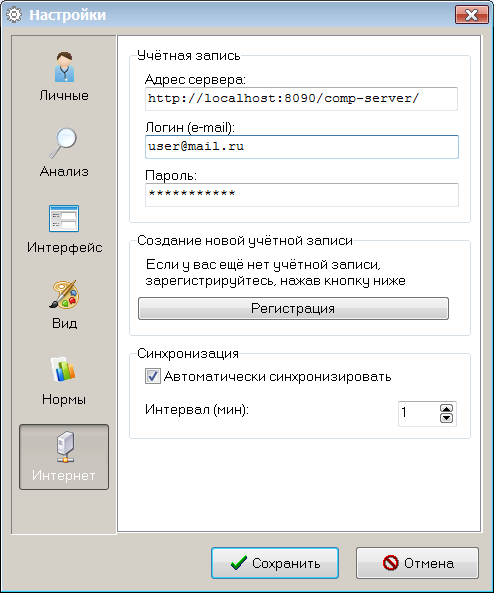 Настройки
Личные
Анализ
Интерфейс
Вид
Нормы
Интернет
Учётная запись
Адрес сервера:
http://localhost:8090/comp-server/
Логин (e-mail):
user@mail.ru
Пароль:
***********
Создание новой учётной записи
Если у вас ещё нет учётной записи,
зарегистрируйтесь, нажав кнопку ниже
Регистрация
Синхронизация
Автоматически синхронизировать
Интервал (мин):
1
Сохранить
Отмена